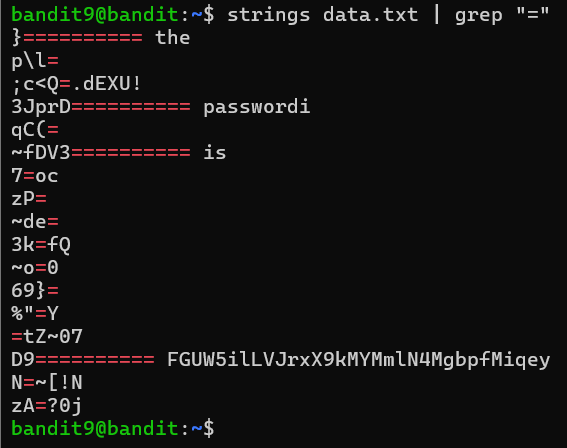 bandit9@bandit:~$ strings data.txt | grep "="
}========== the
p\l=
;c<Q=.dEXU!
3JprD========== passwordi
qC(=
~fDV3========== is
7=oc
zP=
~de=
3k=fQ
~o=0
69}=
%"=Y
=tZ~07
D9========== FGUW5ilLVJrxX9kMYMmlN4MgbpfMiqey
N=~[!N
zA=?0j
bandit9@bandit:~$